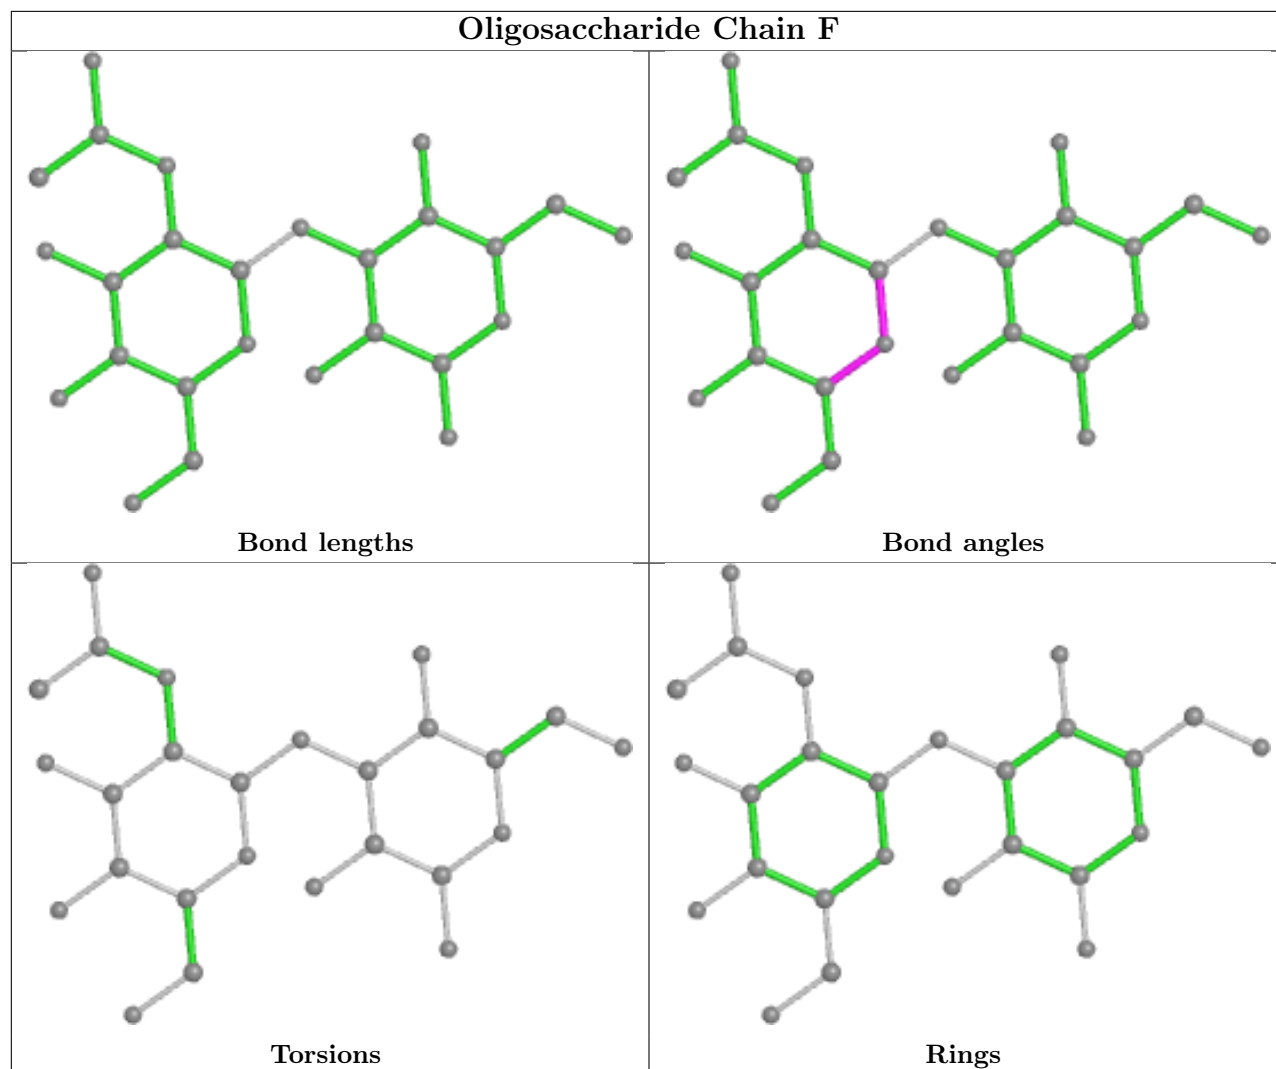 Oligosaccharide Chain F
Bond lengths
Bond angles
Torsions
Rings